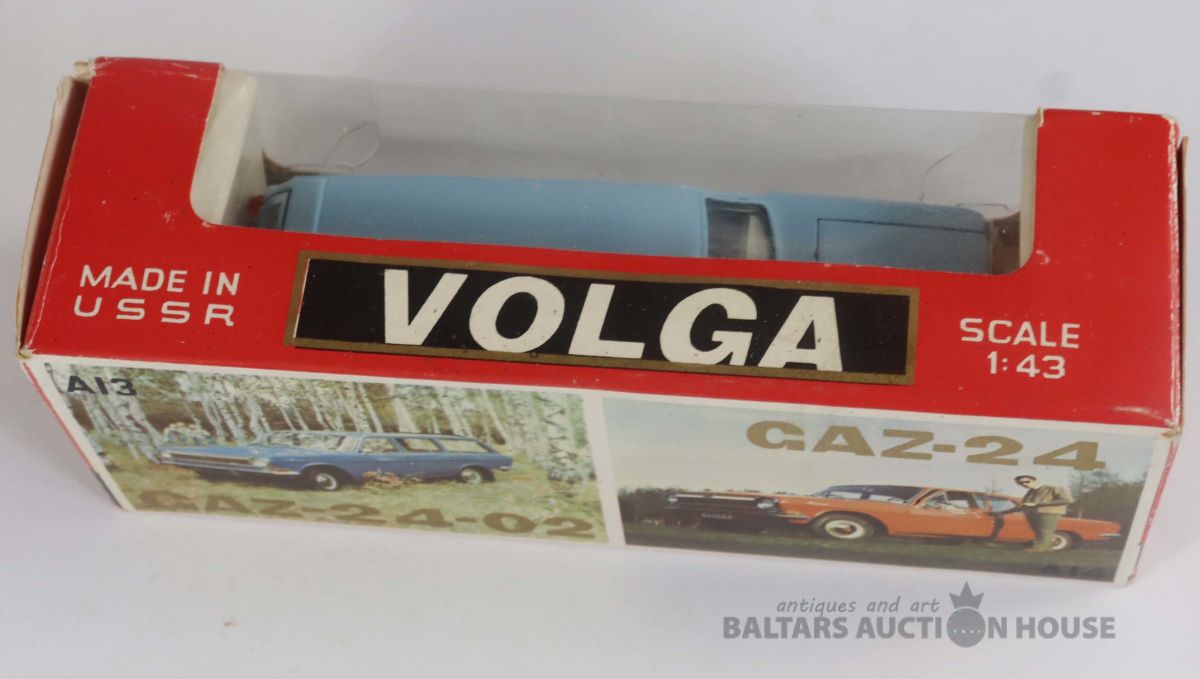 MADE IN
USSR
VOLGA
SCALE
1:43
A13
GAZ-24-02
GAZ-24
antiques and art
BALTARS AUCTION HOUSE